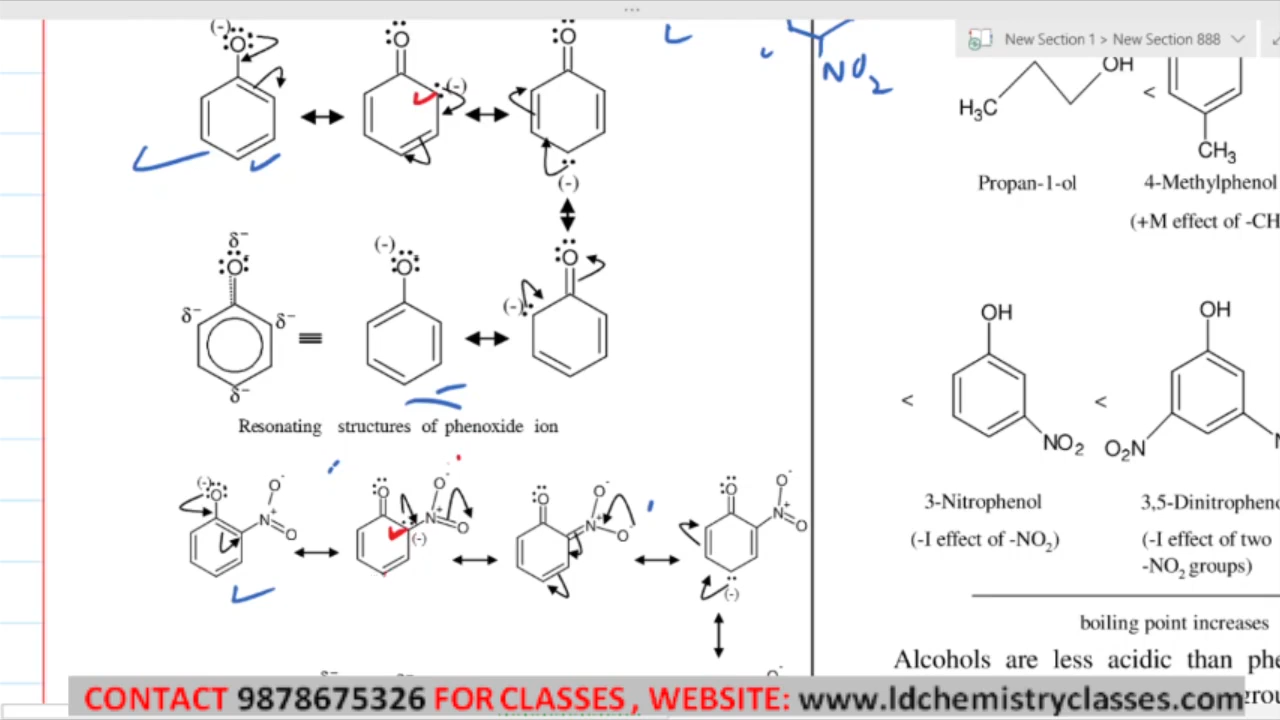 New Section 1 > New Section 888
NO2
(-)
O
O
O
(-)
(-)
H3C
OH
<
CH3
Propan-1-ol
4-Methylphenol
(+M effect of -CH
δ⁻
O
δ⁻
δ⁻
δ⁻
≡
(-)
O
O
(-)
Resonating structures of phenoxide ion
<
OH
NO2
<
OH
O2N
N
3-Nitrophenol
3,5-Dinitropheno
(-I effect of -NO2)
(-I effect of two
-NO2 groups)
(-)
O
O⁻
N⁺
O
O
O⁻
N⁺
O
(-)
O
O⁻
N⁺
O⁻
O
O⁻
N⁺
O
(-)
boiling point increases
Alcohols are less acidic than phe
δ⁻
O⁻
CONTACT 9878675326 FOR CLASSES , WEBSITE: www.ldchemistryclasses.com